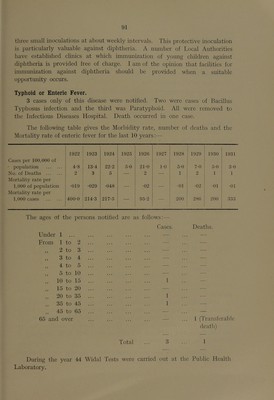 36
three small inoculations at about weekly intervals. This protective inoculation
is particularly valuable against diphtheria. A number of Local Authorities
have established clinics at which immunization of young children against
diphtheria is provided free of charge. I am of the opinion that facilities for
immunization against diphtheria should be provided when a suitable
opportunity occurs.
Typhoid or Enteric Fever.
3 cases only of this disease were notified. Two were cases of Bacillus
Typhosus infection and the third was Paratyphoid. All were removed to
the Infectious Diseases Hospital. Death occurred in one case.
The following table gives the Morbidity rate, number of deaths and the
Mortality rate of enteric fever for the last 10 years:—
1922 1923 1924 1925 1926 1927 1928 1929 1930 1931
Cases per 100,000 of
population
No. of Deaths
Mortality rate per
1,000 of population
Mortality rate per
1,000 cases
The ages of the persons notified are as follows:—
Cases. Deaths.
Under 1
From 1 to 2
„ 2 to 3
„ 3 to 4
„ 4 to 5
„ 5 to 10
„ 10 to 15 1
„ 15 to 20
„ 20 to 35 1
„ 35 to 45 1
„ 45 to 65
65 and over 1 (Transferable
death)
Total 3 1
During the year 44 Widal Tests were carried out at the Public Health
Laboratory.